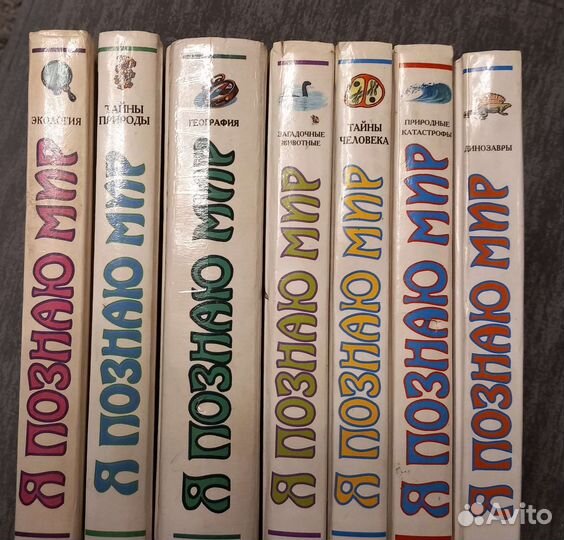 ЭКОЛОГИЯ
Я ПОЗНАЮ МИР
ТАЙНЫ
ПРИРОДЫ
Я ПОЗНАЮ МИР
ГЕОГРАФИЯ
Я ПОЗНАЮ МИР
ЗАГАДОЧНЫЕ
ЖИВОТНЫЕ
Я ПОЗНАЮ МИР
ТАЙНЫ
ЧЕЛОВЕКА
Я ПОЗНАЮ МИР
ПРИРОДНЫЕ
КАТАСТРОФЫ
Я ПОЗНАЮ МИР
ДИНОЗАВРЫ
Я ПОЗНАЮ МИР
Avito